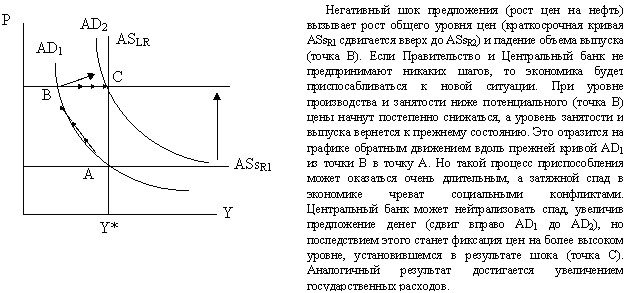 P
AD2
AD1
ASLR
B
C
A
ASSR1
Y
Y*
Негативный шок предложения (рост цен на нефть)
вызывает рост общего уровня цен (краткосрочная кривая
ASSR1 сдвигается вверх до ASSR2) и падение объема выпуска
(точка В). Если Правительство и Центральный банк не
предпринимают никаких шагов, то экономика будет
приспосабливаться к новой ситуации. При уровне
производства и занятости ниже потенциального (точка В)
цены начнут постепенно снижаться, а уровень занятости и
выпуска вернется к прежнему состоянию. Это отразится на
графике обратным движением вдоль прежней кривой AD1
из точки В в точку А. Но такой процесс приспособления
может оказаться очень длительным, а затяжной спад в
экономике чреват социальными конфликтами.
Центральный банк может нейтрализовать спад, увеличив
предложение денег (сдвиг вправо AD1 до AD2), но
последствием этого станет фиксация цен на более высоком
уровне, установившемся в результате шока (точка С).
Аналогичный результат достигается увеличением
государственных расходов.